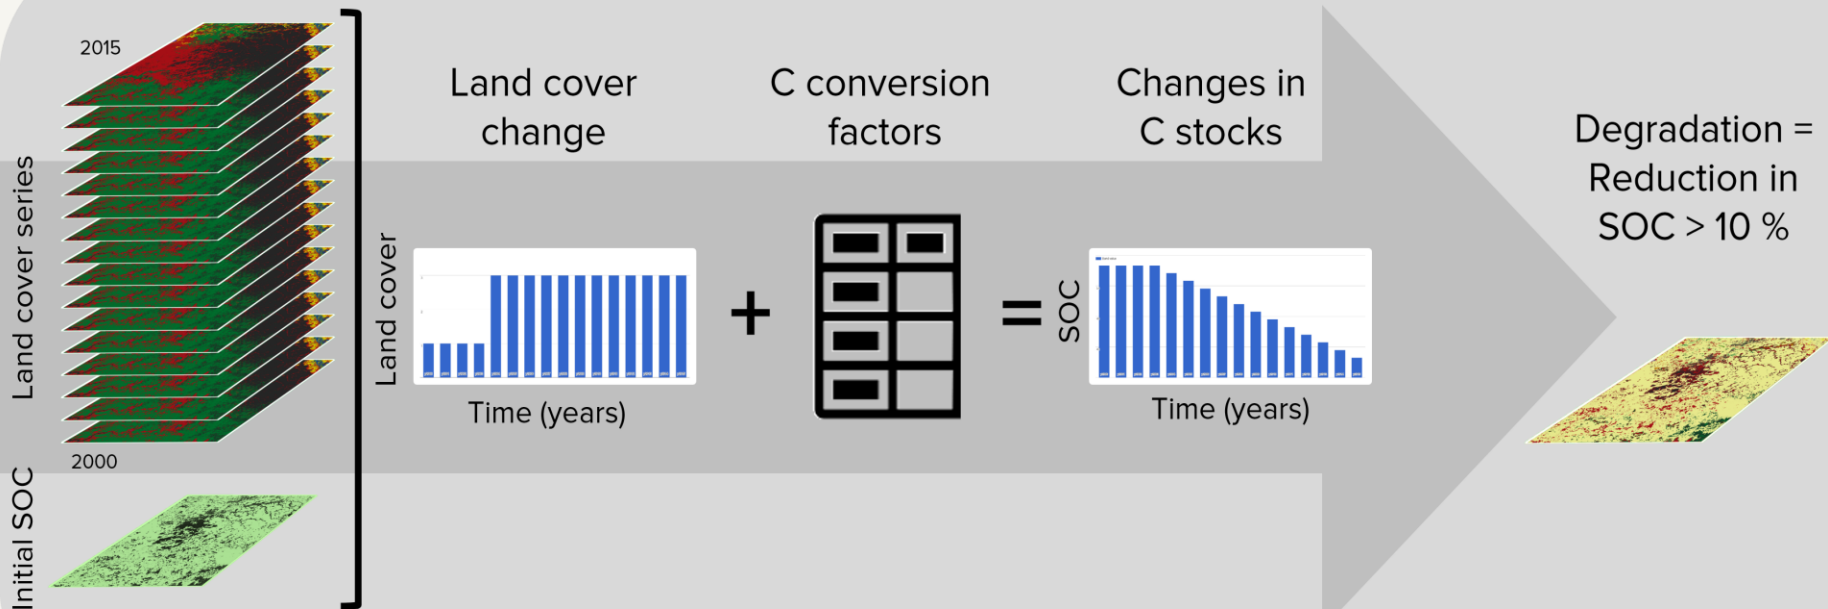 2015
Land cover series
2000
Initial SOC
Land cover
change
Land cover
Time (years)
+
C conversion
factors
=
Changes in
C stocks
SOC
Time (years)
Degradation =
Reduction in
SOC > 10 %